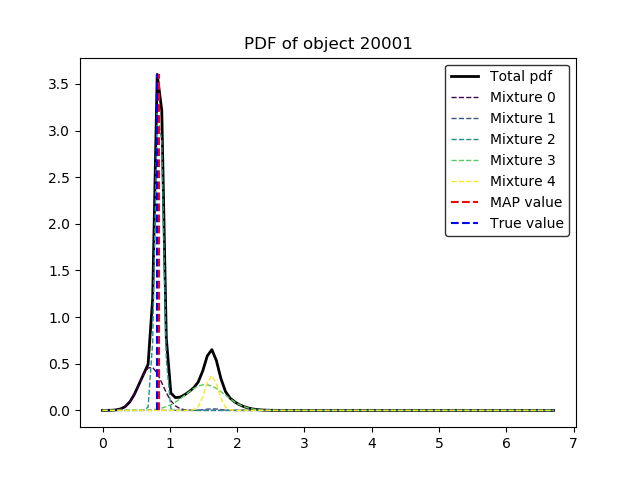 PDF of object 20001
3.5
3.0
2.5
2.0
1.5
1.0
0.5
0.0
0 1 2 3 4 5 6 7
Total pdf
Mixture 0
Mixture 1
Mixture 2
Mixture 3
Mixture 4
MAP value
True value